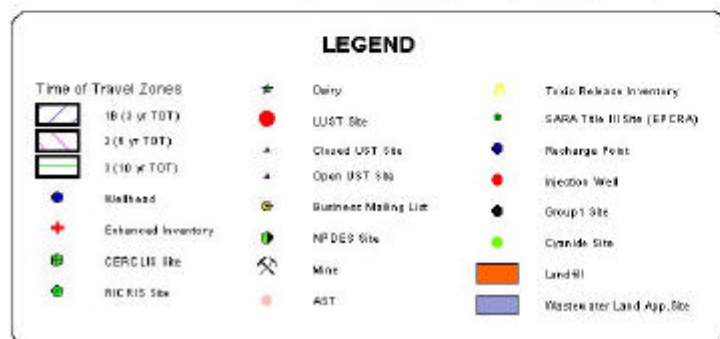 LEGEND
Time of Travel Zones
1B (3 yr TOT)
2 (6 yr TOT)
3 (10 yr TOT)
Wellhead
Enhanced Inventory
CERCLIS Site
RICRIS Site
Dairy
LUST Site
Closed UST Site
Open UST Site
Business Mailing List
NPDES Site
Mine
AST
Toxic Release Inventory
SARA Title III Site (EPCRA)
Recharge Point
Injection Well
Group1 Site
Cyanide Site
Landfill
Wastewater Land App. Site